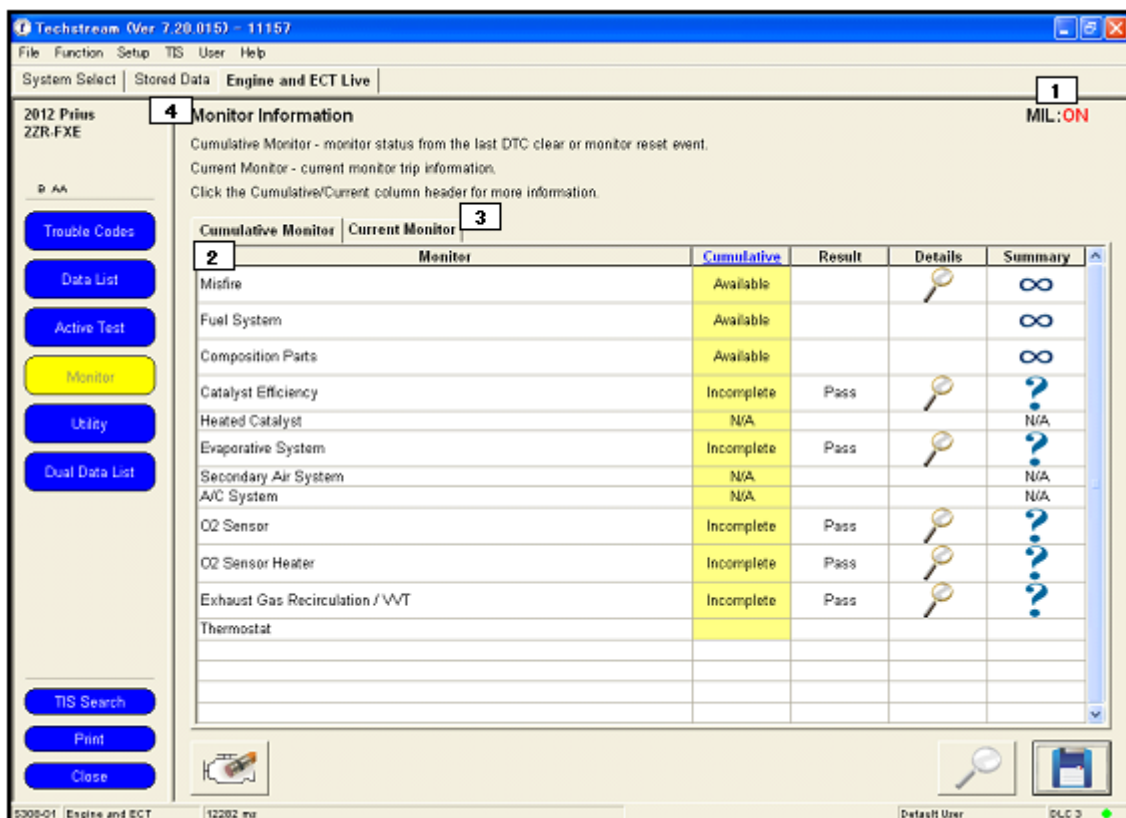 Techstream (Ver 7.20.015) - 11157
File Function Setup TIS User Help
System Select Stored Data Engine and ECT Live
1
2012 Prius
2ZR-FXE
4
Monitor Information
MIL:ON
Cumulative Monitor - monitor status from the last DTC clear or monitor reset event.
Current Monitor - current monitor trip information.
Click the Cumulative/Current column header for more information.
AA
Trouble Codes
Data List
Active Test
Monitor
Utility
Dual Data List
Cumulative Monitor Current Monitor 3
2 Monitor Cumulative Result Details Summary
Misfire Available
Fuel System Available
Composition Parts Available
Catalyst Efficiency Incomplete Pass ?
Heated Catalyst N/A N/A
Evaporative System Incomplete Pass ?
Secondary Air System N/A N/A
A/C System N/A N/A
O2 Sensor Incomplete Pass ?
O2 Sensor Heater Incomplete Pass ?
Exhaust Gas Recirculation / VVT Incomplete Pass ?
Thermostat
TIS Search
Print
Close
S308-01 Engine and ECT 12282 ms Default User DLC 3